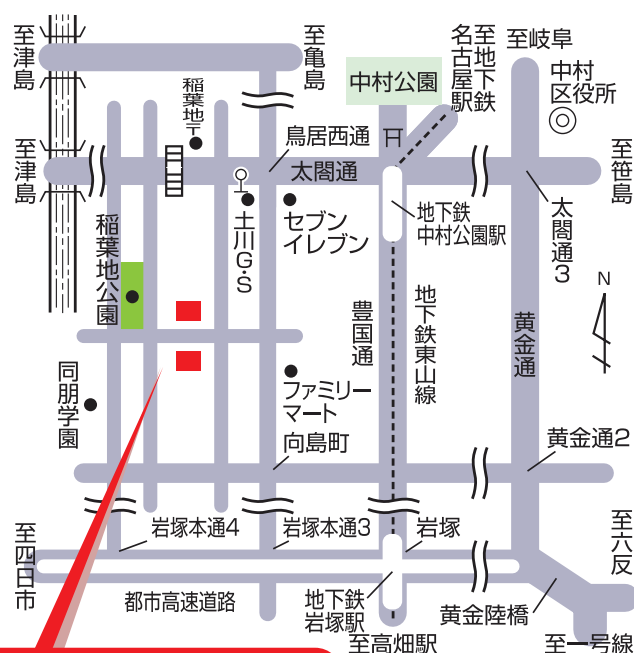 至津島
至亀島
名古屋駅
至地下鉄
至岐阜
中村
区役所
中村公園
稲葉地〒
鳥居西通
至津島
太閤通
至笹島
稲葉地公園
土川G・S
セブン
イレブン
地下鉄
中村公園駅
太閤通3
N
豊国通
地下鉄東山線
黄金通
同朋学園
ファミリー
マート
向島町
黄金通2
岩塚本通4
岩塚本通3
岩塚
至六反
至四日市
都市高速道路
地下鉄
岩塚駅
黄金陸橋
至高畑駅
至一号線